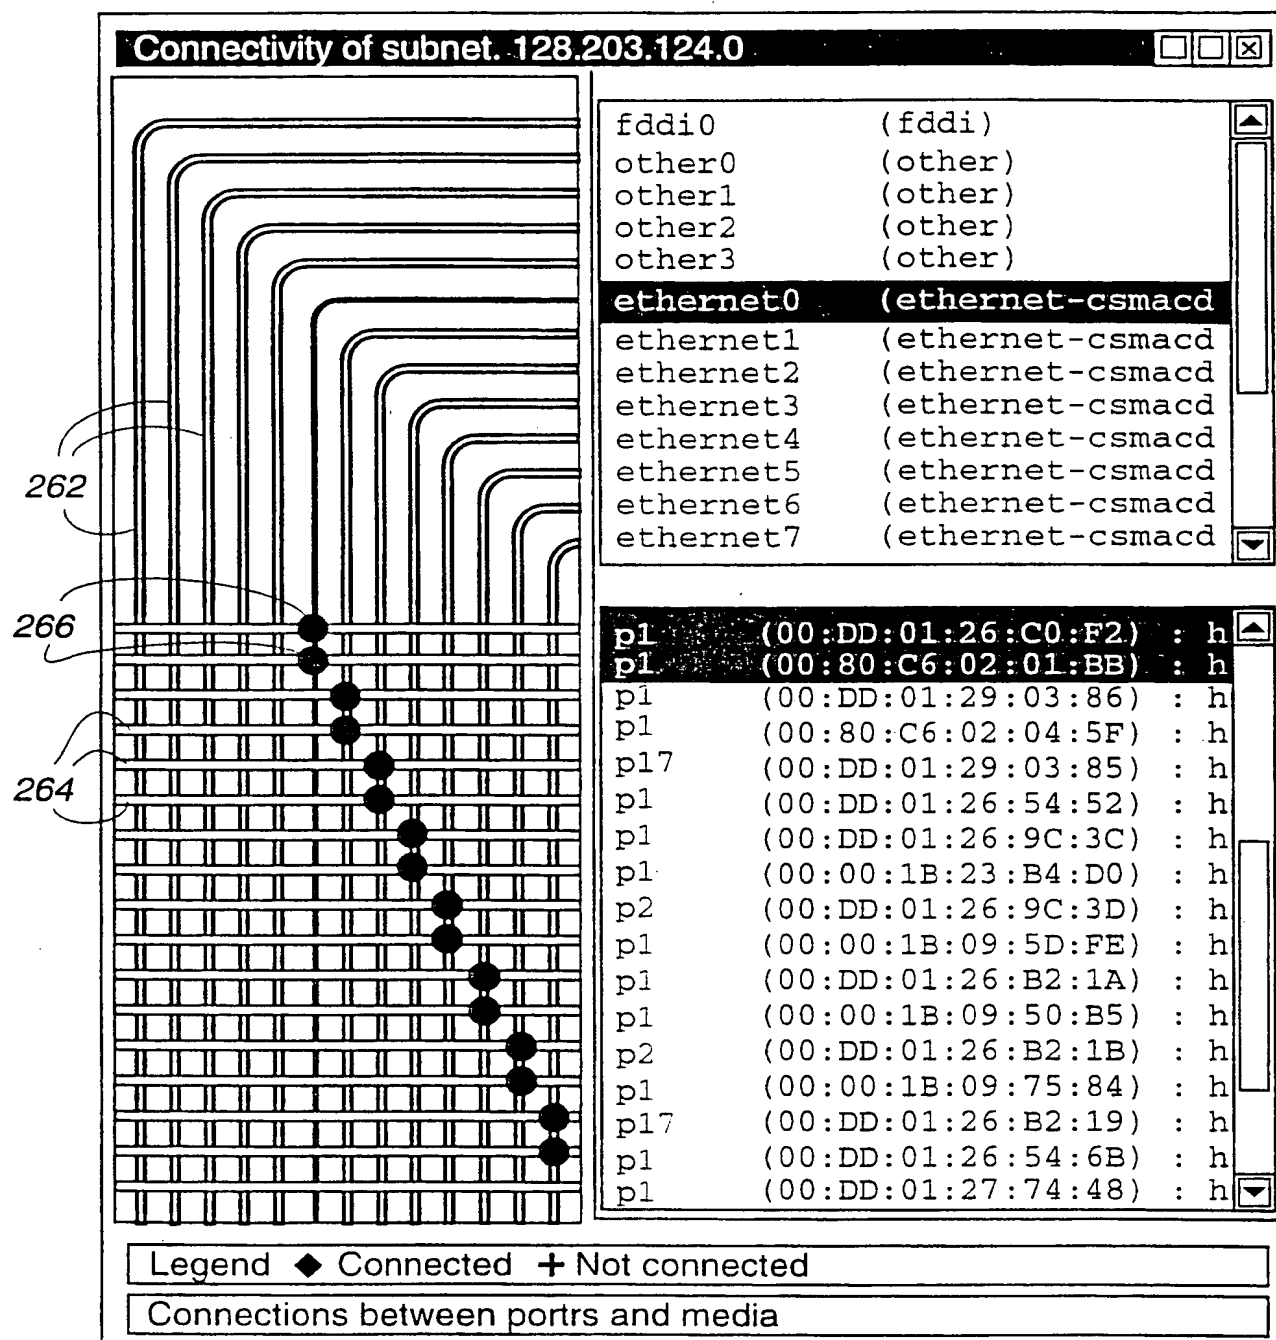 Connectivity of subnet. 128.203.124.0
fddi0 (fddi)
other0 (other)
other1 (other)
other2 (other)
other3 (other)
ethernet0 (ethernet-csmacd
ethernet1 (ethernet-csmacd
ethernet2 (ethernet-csmacd
ethernet3 (ethernet-csmacd
ethernet4 (ethernet-csmacd
ethernet5 (ethernet-csmacd
ethernet6 (ethernet-csmacd
ethernet7 (ethernet-csmacd
262
266
264
p1 (00:DD:01:26:C0:F2) : h
p1 (00:80:C6:02:01:BB) : h
p1 (00:DD:01:29:03:86) : h
p1 (00:80:C6:02:04:5F) : h
p17 (00:DD:01:29:03:85) : h
p1 (00:DD:01:26:54:52) : h
p1 (00:DD:01:26:9C:3C) : h
p1 (00:00:1B:23:B4:D0) : h
p2 (00:DD:01:26:9C:3D) : h
p1 (00:00:1B:09:5D:FE) : h
p1 (00:DD:01:26:B2:1A) : h
p1 (00:00:1B:09:50:B5) : h
p2 (00:DD:01:26:B2:1B) : h
p1 (00:00:1B:09:75:84) : h
p17 (00:DD:01:26:B2:19) : h
p1 (00:DD:01:26:54:6B) : h
p1 (00:DD:01:27:74:48) : h
Legend ◆ Connected + Not connected
Connections between portrs and media